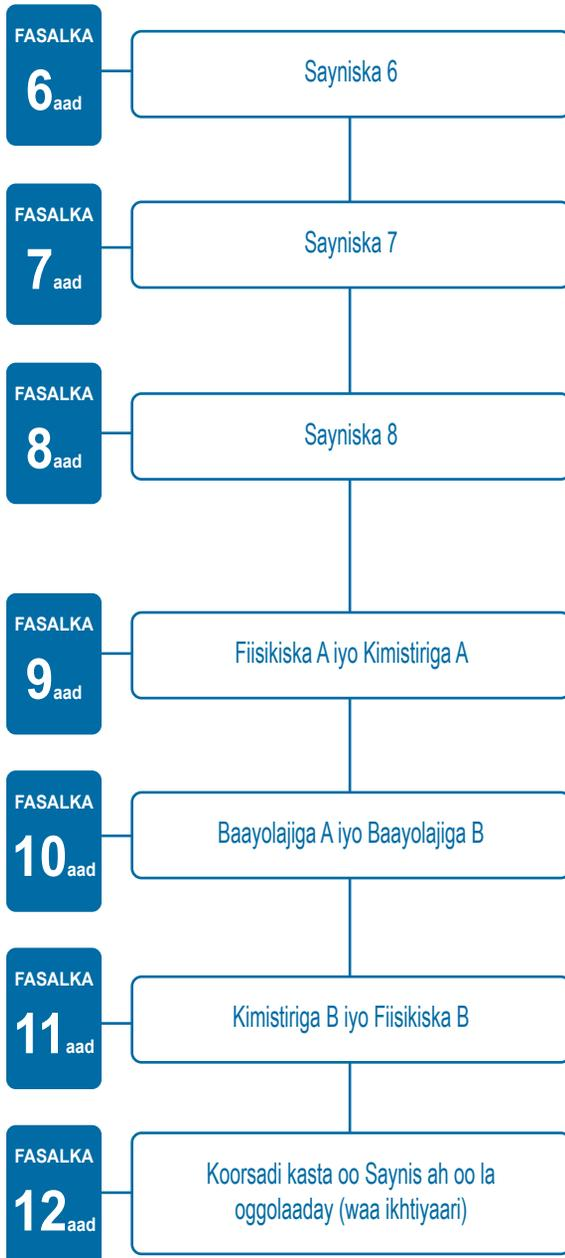 FASALKA
6aad
Sayniska 6
FASALKA
7aad
Sayniska 7
FASALKA
8aad
Sayniska 8
FASALKA
9aad
Fiisikiska A iyo Kimistiriga A
FASALKA
10aad
Baayolajiga A iyo Baayolajiga B
FASALKA
11aad
Kimistiriga B iyo Fiisikiska B
FASALKA
12aad
Koorsadi kasta oo Saynis ah oo la
oggolaaday (waa ikhtiyaari)